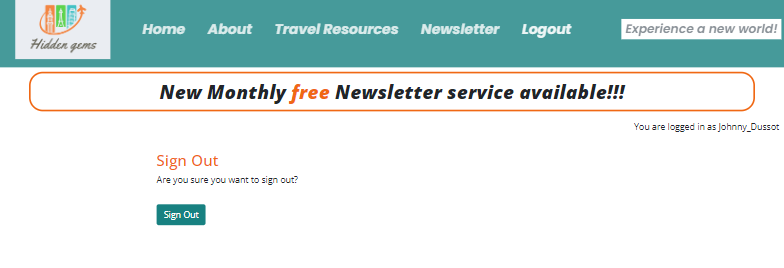 Hidden gems
Home About Travel Resources Newsletter Logout
Experience a new world!
New Monthly free Newsletter service available!!!
You are logged in as Johnny_Dussot
Sign Out
Are you sure you want to sign out?
Sign Out